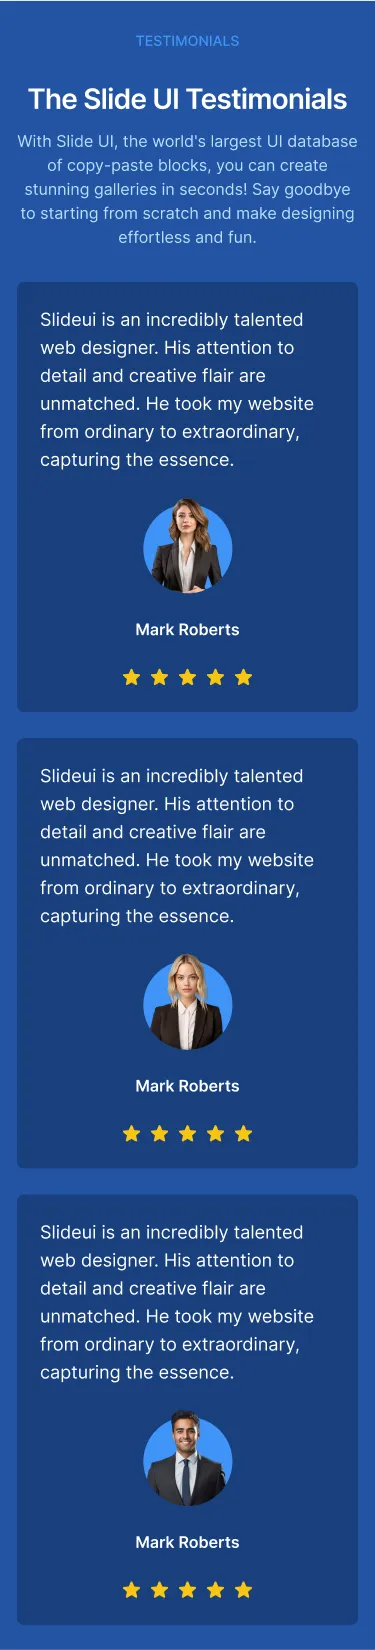 TESTIMONIALS
The Slide UI Testimonials
With Slide UI, the world's largest UI database
of copy-paste blocks, you can create
stunning galleries in seconds! Say goodbye
to starting from scratch and make designing
effortless and fun.
Slideui is an incredibly talented
web designer. His attention to
detail and creative flair are
unmatched. He took my website
from ordinary to extraordinary,
capturing the essence.
Mark Roberts
Slideui is an incredibly talented
web designer. His attention to
detail and creative flair are
unmatched. He took my website
from ordinary to extraordinary,
capturing the essence.
Mark Roberts
Slideui is an incredibly talented
web designer. His attention to
detail and creative flair are
unmatched. He took my website
from ordinary to extraordinary,
capturing the essence.
Mark Roberts